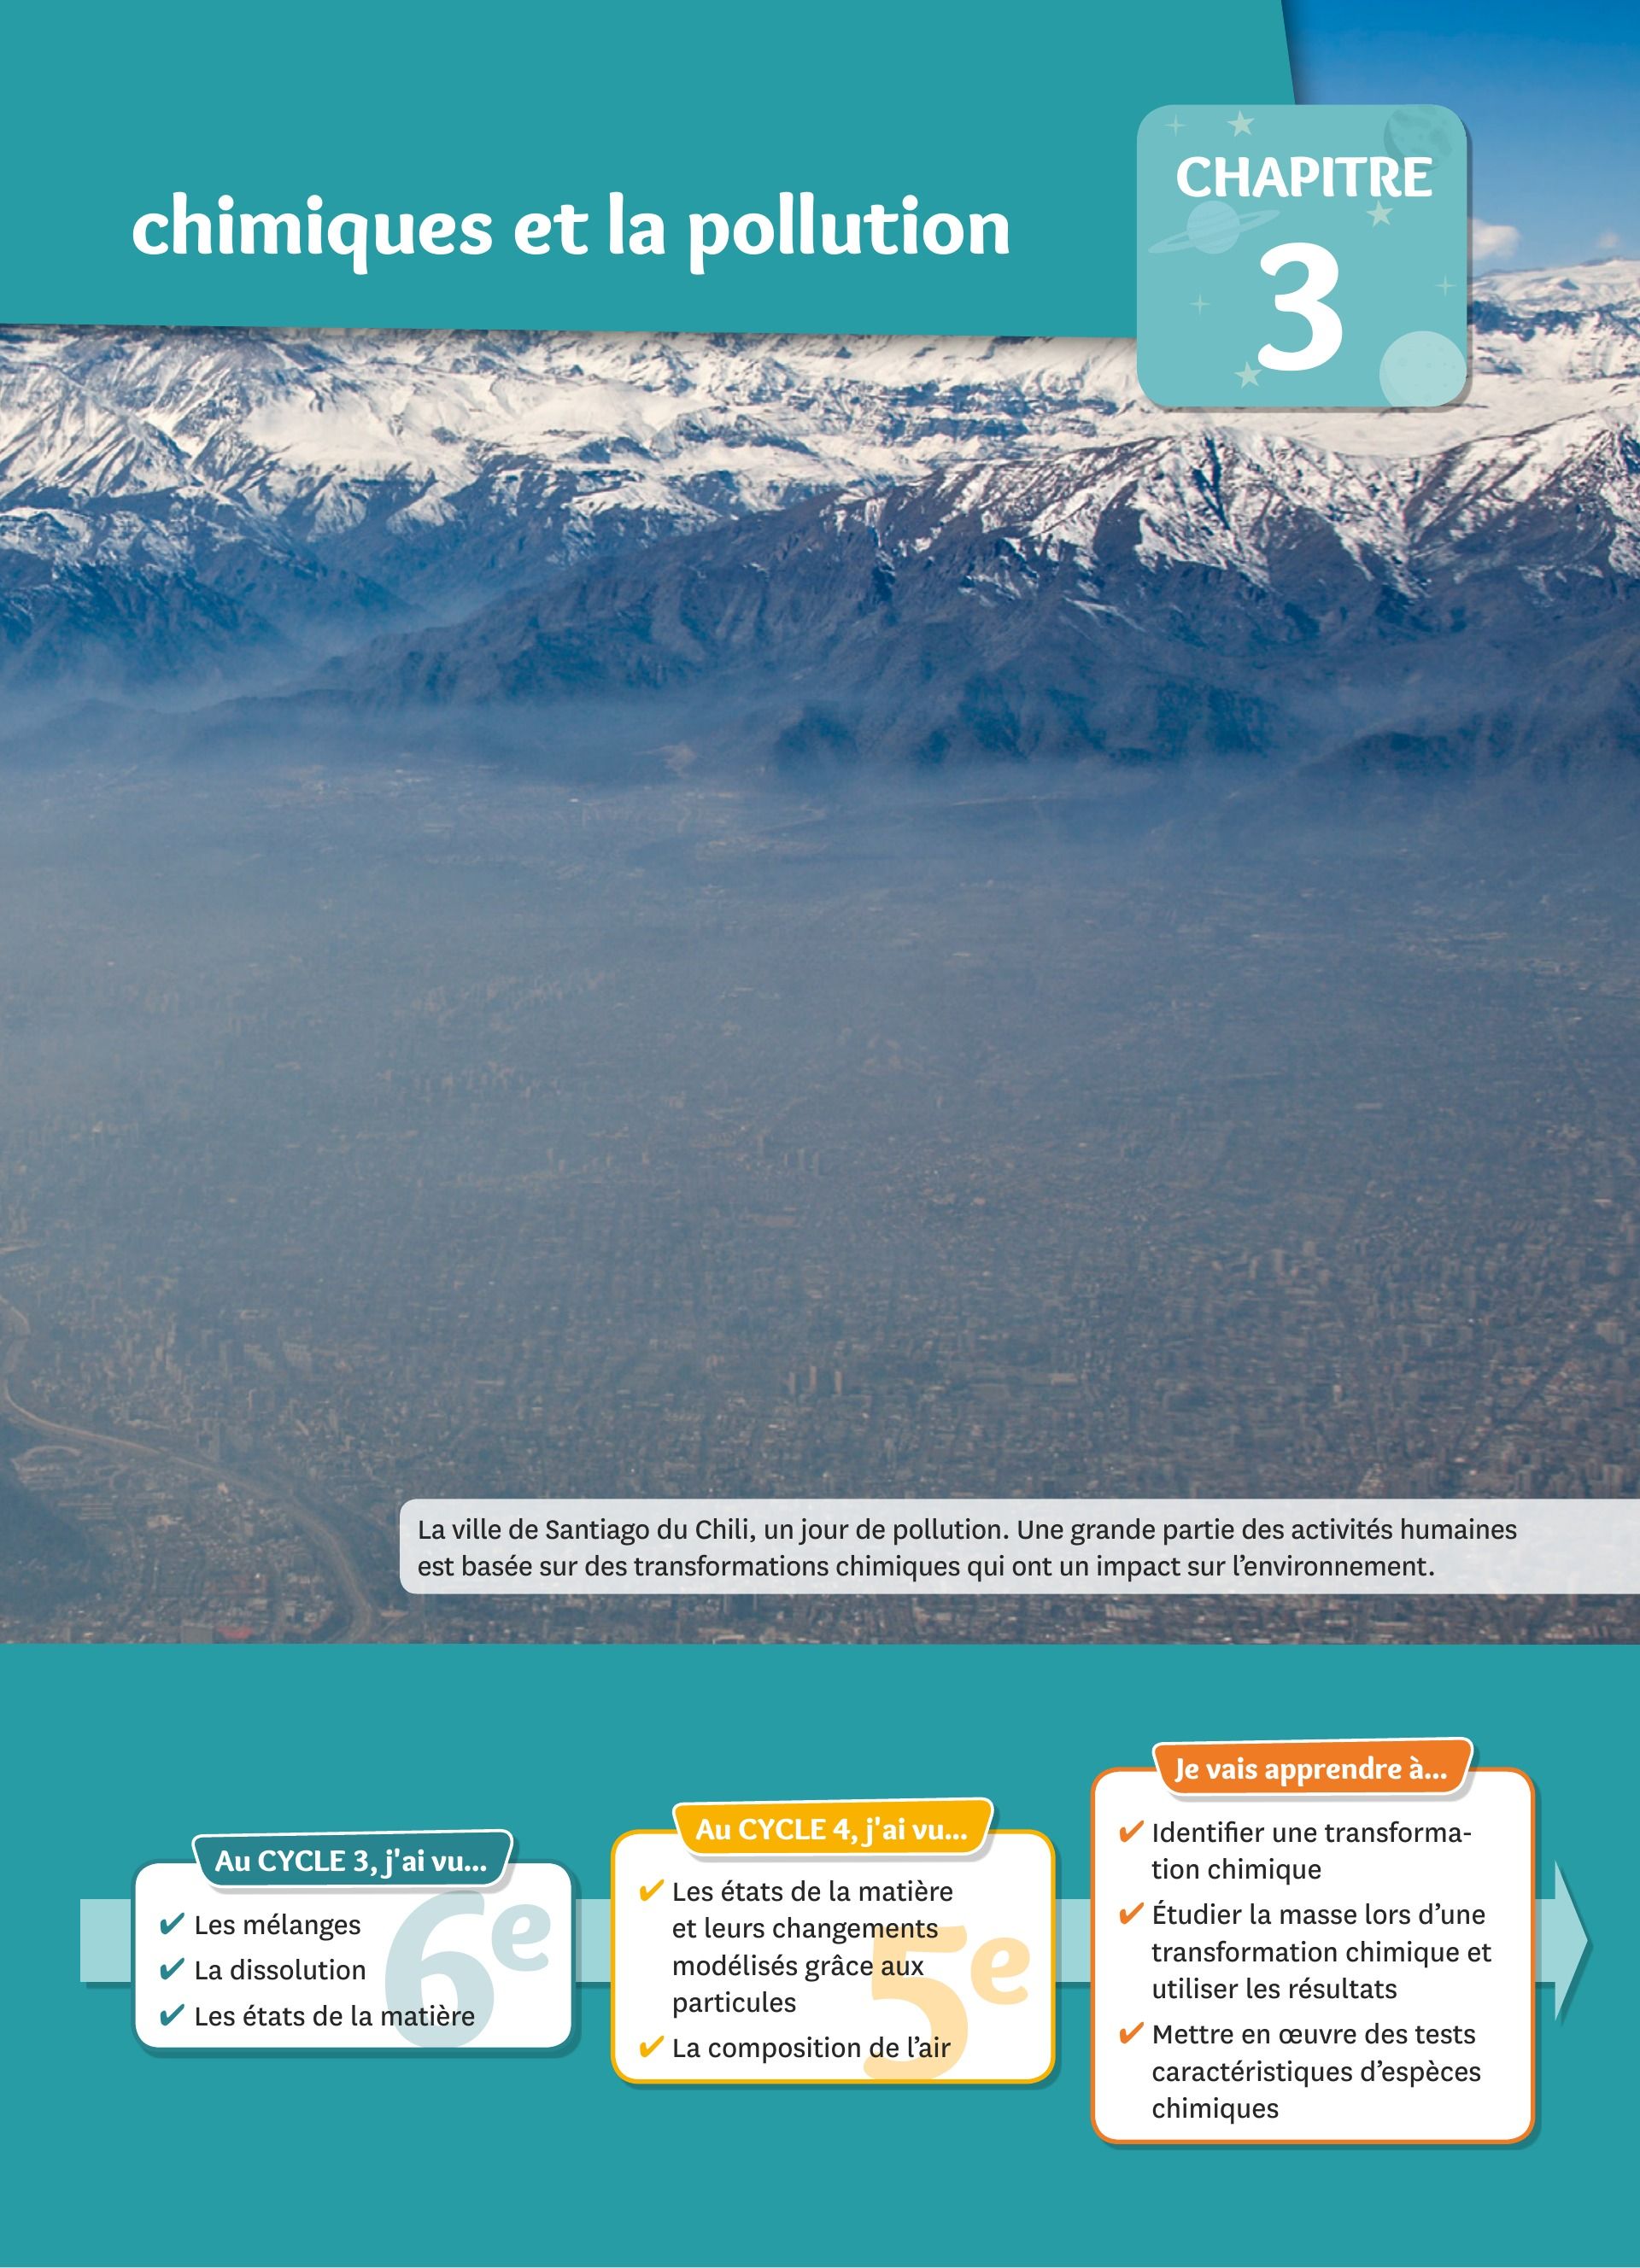 chimiques et la pollution
CHAPITRE
3
La ville de Santiago du Chili, un jour de pollution. Une grande partie des activités humaines
est basée sur des transformations chimiques qui ont un impact sur l’environnement.
Au CYCLE 3, j'ai vu...
6e
✔ Les mélanges
✔ La dissolution
✔ Les états de la matière
Au CYCLE 4, j'ai vu...
5e
✔ Les états de la matière
et leurs changements
modélisés grâce aux
particules
✔ La composition de l’air
Je vais apprendre à...
✔ Identifier une transforma-
tion chimique
✔ Étudier la masse lors d’une
transformation chimique et
utiliser les résultats
✔ Mettre en œuvre des tests
caractéristiques d’espèces
chimiques